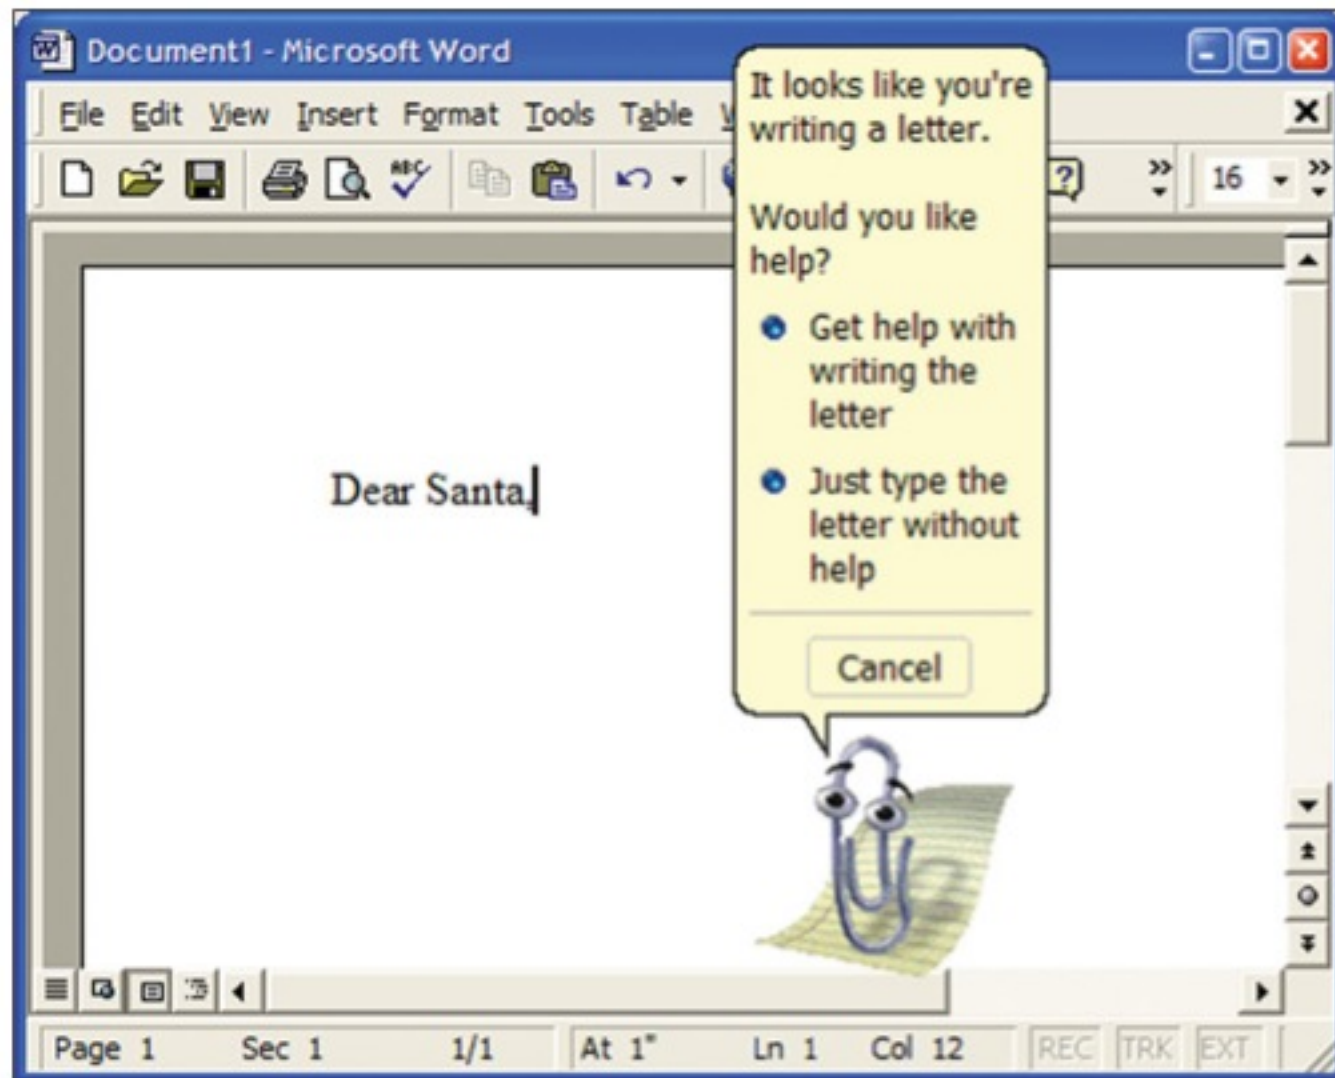 Document1 - Microsoft Word
File Edit View Insert Format Tools Table
ABC
?
16
It looks like you're
writing a letter.
Would you like
help?
Get help with
writing the
letter
Just type the
letter without
help
Cancel
Dear Santa,
Page 1 Sec 1 1/1 At 1" Ln 1 Col 12 REC TRK EXT